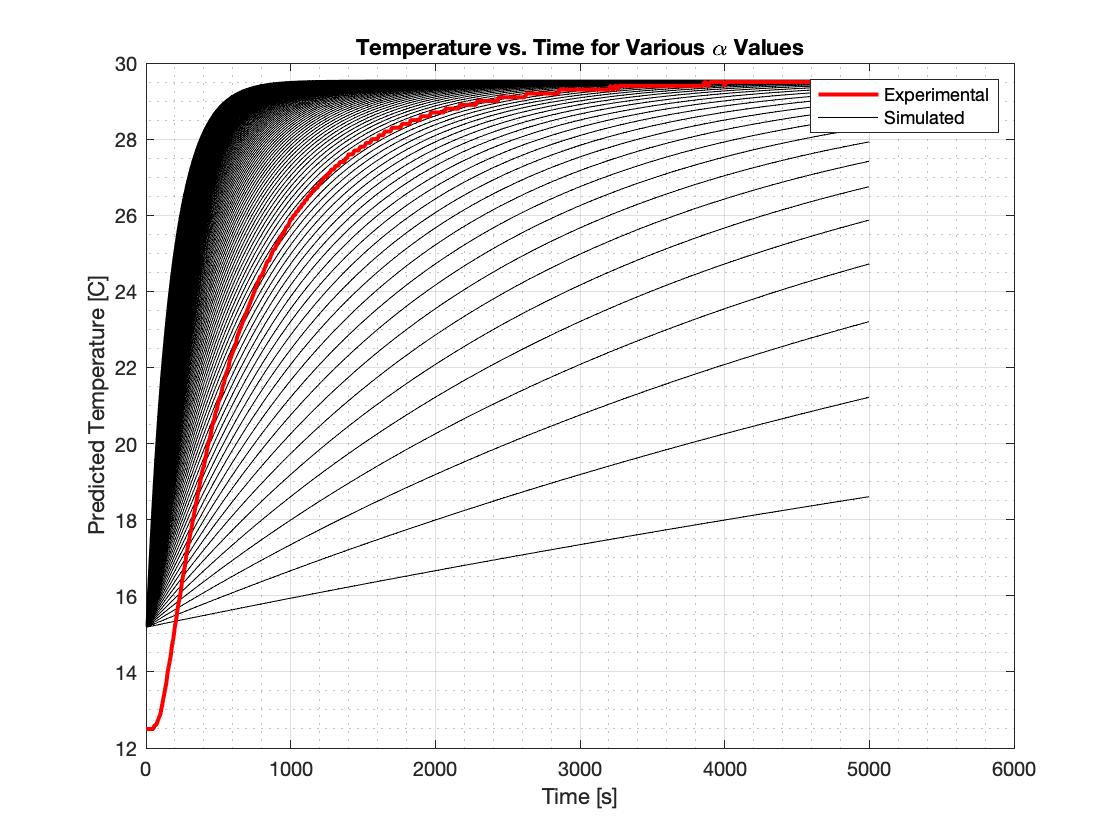 Temperature vs. Time for Various α Values
30
28
26
24
22
20
18
16
14
12
Predicted Temperature [C]
Experimental
Simulated
0 1000 2000 3000 4000 5000 6000
Time [s]